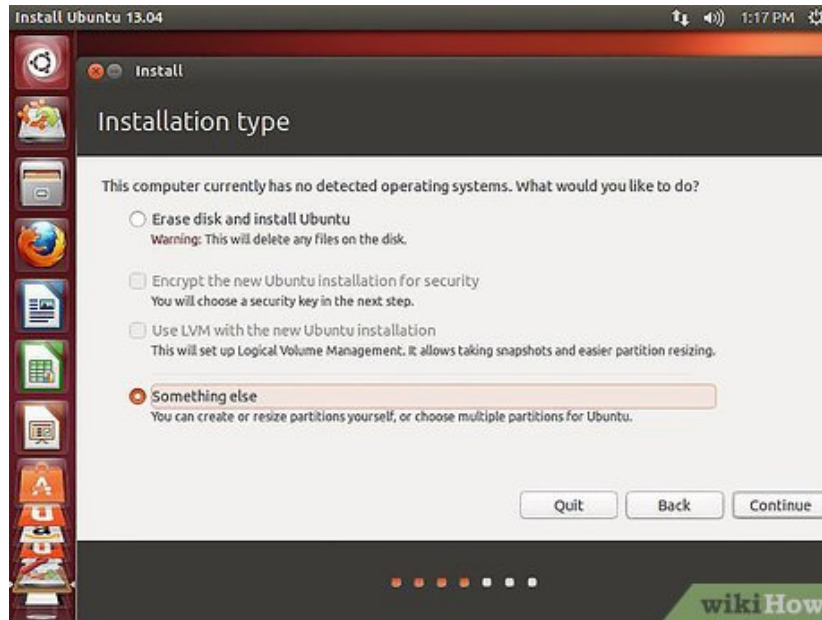 Install Ubuntu 13.04
1:17 PM
Install
Installation type
This computer currently has no detected operating systems. What would you like to do?
Erase disk and install Ubuntu
Warning: This will delete any files on the disk.
Encrypt the new Ubuntu installation for security
You will choose a security key in the next step.
Use LVM with the new Ubuntu installation
This will set up Logical Volume Management. It allows taking snapshots and easier partition resizing.
Something else
You can create or resize partitions yourself, or choose multiple partitions for Ubuntu.
Quit
Back
Continue
wikiHow